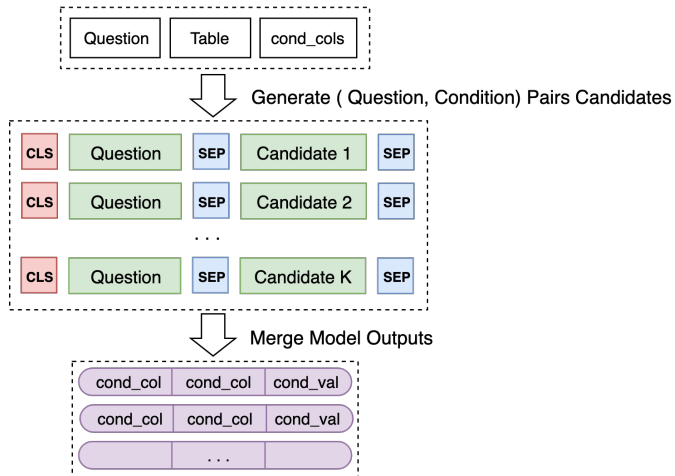 Question Table cond_cols
Generate ( Question, Condition) Pairs Candidates
CLS Question SEP Candidate 1 SEP
CLS Question SEP Candidate 2 SEP
...
CLS Question SEP Candidate K SEP
Merge Model Outputs
cond_col cond_col cond_val
cond_col cond_col cond_val
...